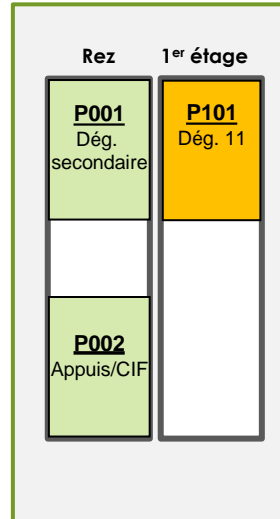 Rez 1er étage
P001
Dég.
secondaire
P101
Dég. 11
P002
Appuis/CIF